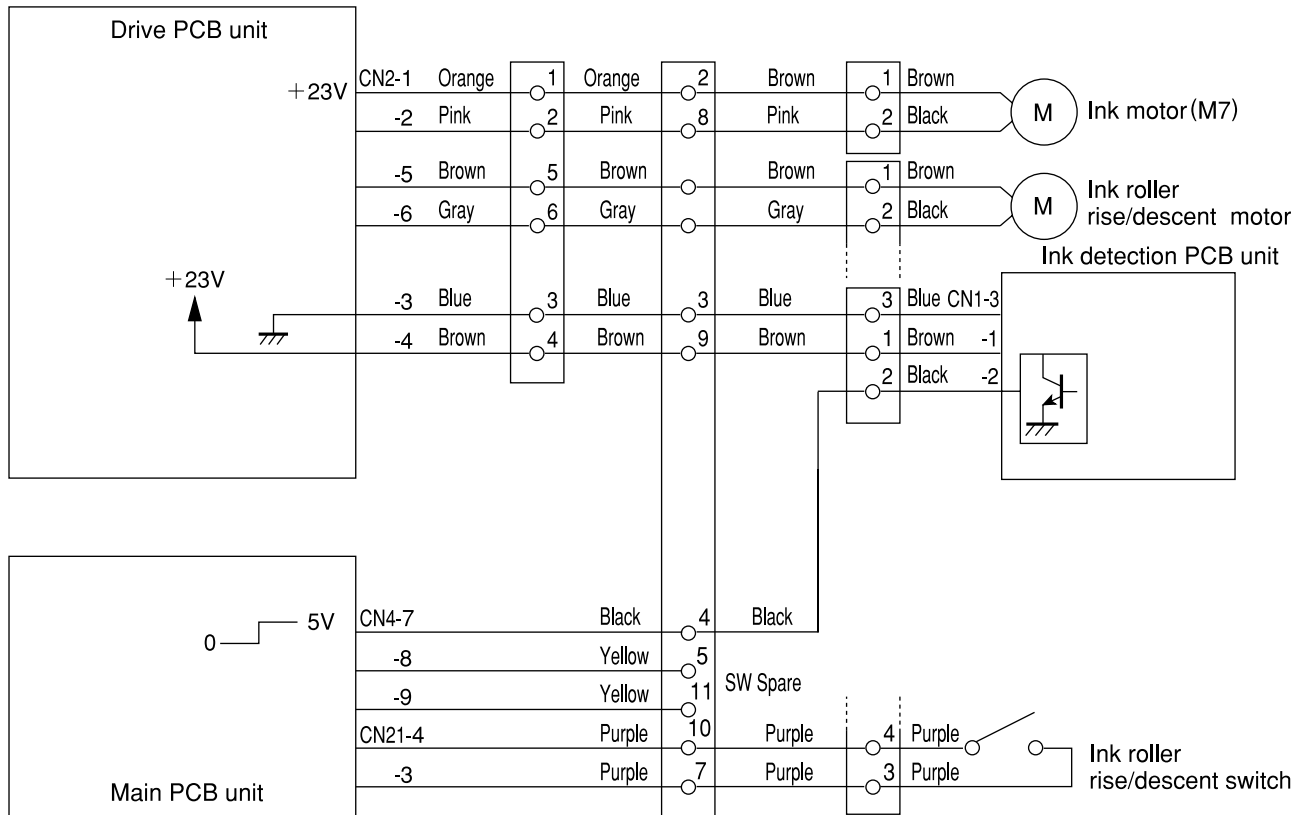 Drive PCB unit
+23V CN2-1 Orange 1 Orange 2 Brown 1 Brown
-2 Pink 2 Pink 8 Pink 2 Black
M Ink motor(M7)
-5 Brown 5 Brown Brown 1 Brown
-6 Gray 6 Gray Gray 2 Black
M Ink roller
rise/descent motor
Ink detection PCB unit
+23V
-3 Blue 3 Blue 3 Blue 3 Blue CN1-3
-4 Brown 4 Brown 9 Brown 1 Brown -1
2 Black -2
0 5V CN4-7 Black 4 Black
-8 Yellow 5
SW Spare
-9 Yellow 11
CN21-4 Purple 10 Purple 4 Purple
-3 Purple 7 Purple 3 Purple
Ink roller
rise/descent switch
Main PCB unit